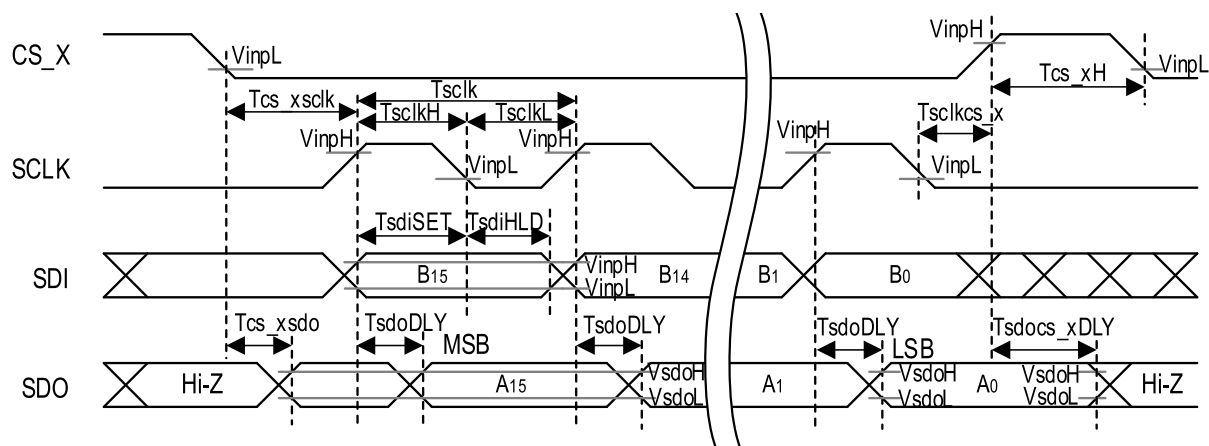 CS_X VinpL VinpH VinpL
Tcs_xH
Tsclk
Tcs_xsclk TsclkH TsclkL Tsclkcs_x
VinpH VinpH VinpH
SCLK VinpL VinpL
TsdiSET TsdiHLD
SDI B15 VinpH B14 B1 B0
VinpL
Tcs_xsdo TsdoDLY TsdoDLY TsdoDLY Tsdocs_xDLY
MSB LSB
SDO Hi-Z A15 VsdoH A1 VsdoH A0 VsdoH Hi-Z
VsdoL VsdoL VsdoL